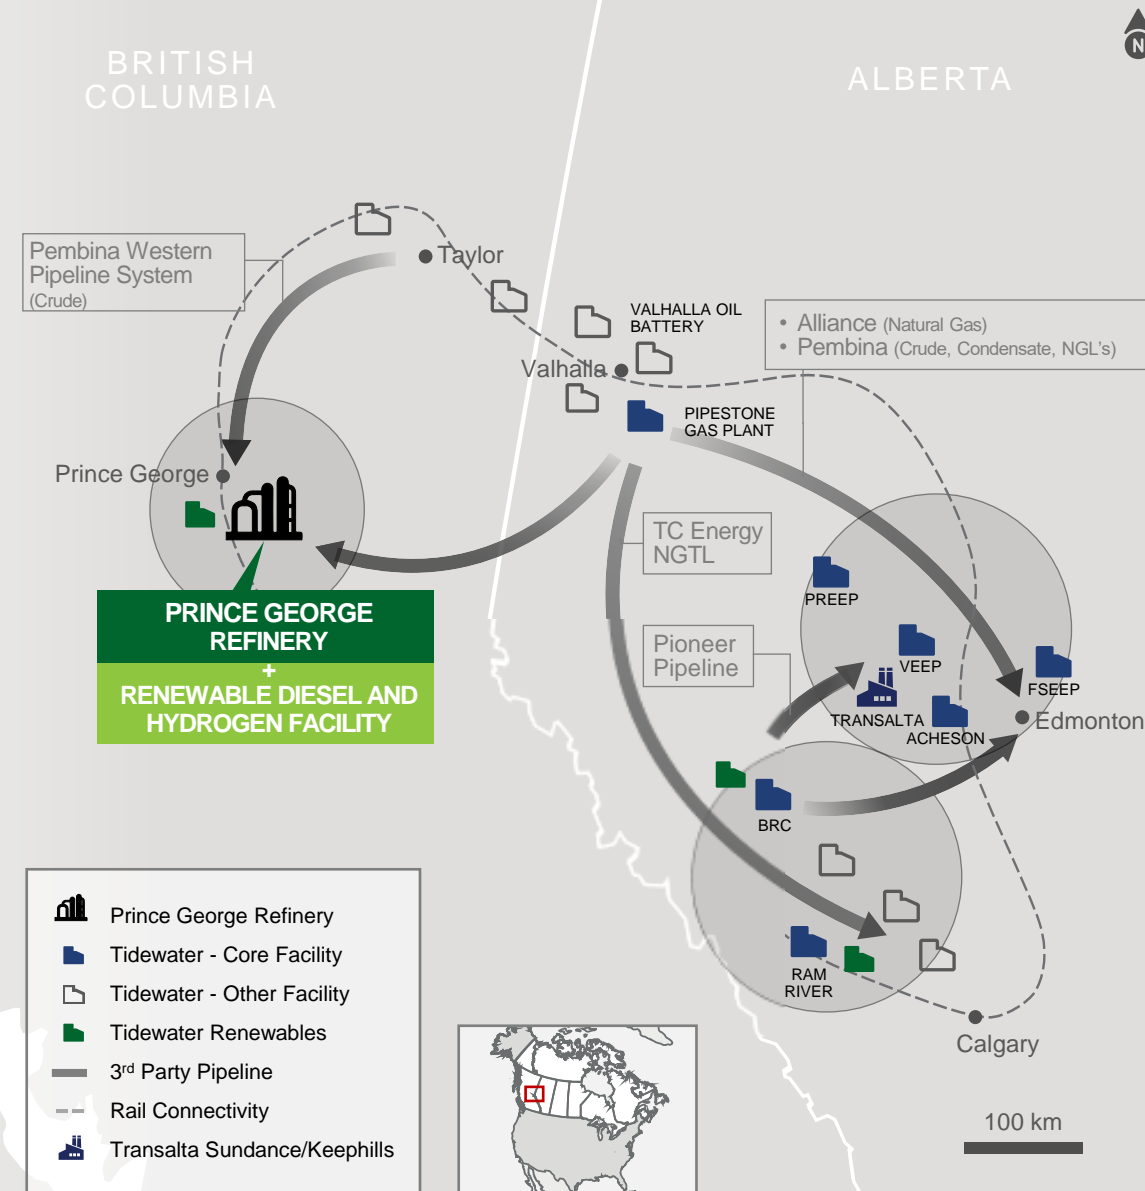 BRITISH
COLUMBIA
ALBERTA
N
Pembina Western
Pipeline System
(Crude)
Taylor
VALHALLA OIL
BATTERY
• Alliance (Natural Gas)
• Pembina (Crude, Condensate, NGL's)
Valhalla
PIPESTONE
GAS PLANT
Prince George
TC Energy
NGTL
PREEP
Pioneer
Pipeline
VEEP
FSEEP
TRANSALTA
ACHESON
Edmonton
PRINCE GEORGE
REFINERY
+
RENEWABLE DIESEL AND
HYDROGEN FACILITY
BRC
RAM
RIVER
Calgary
100 km
Prince George Refinery
Tidewater - Core Facility
Tidewater - Other Facility
Tidewater Renewables
3rd Party Pipeline
Rail Connectivity
Transalta Sundance/Keephills